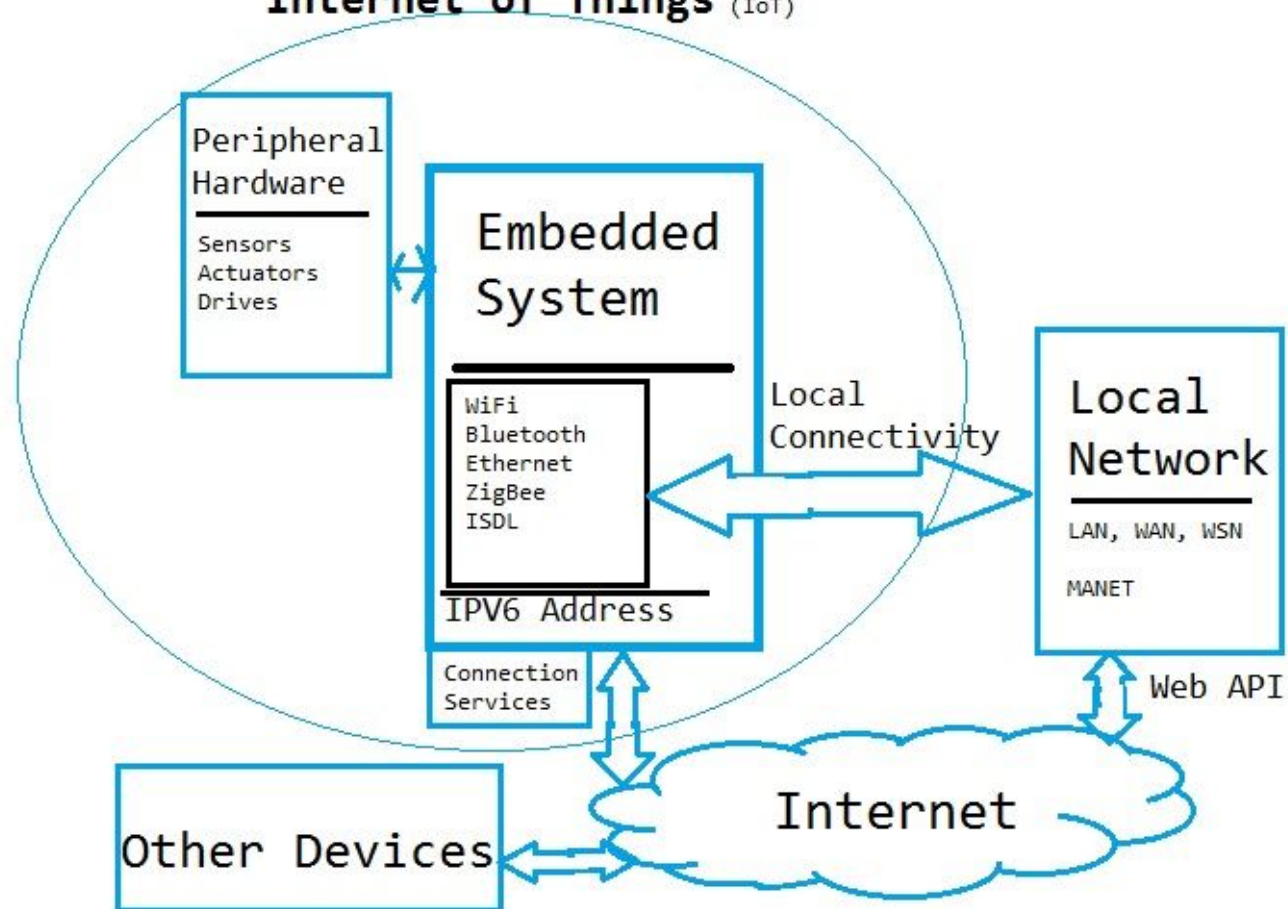 Internet of Things (IoT)
Peripheral
Hardware
Sensors
Actuators
Drives
Embedded
System
WiFi
Bluetooth
Ethernet
ZigBee
ISDL
IPV6 Address
Connection
Services
Local
Connectivity
Local
Network
LAN, WAN, WSN
MANET
Web API
Internet
Other Devices